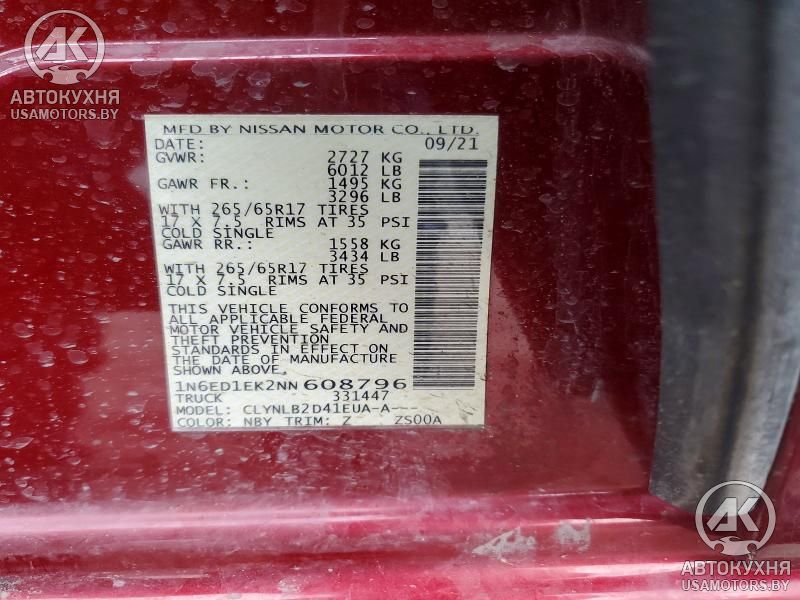 AK
АВТОКУХНЯ
USAMOTORS.BY
MFD BY NISSAN MOTOR CO., LTD.
DATE: 09/21
GVWR: 2727 KG
6012 LB
GAWR FR.: 1495 KG
3296 LB
WITH 265/65R17 TIRES
17 X 7.5 RIMS AT 35 PSI
COLD SINGLE
GAWR RR.: 1558 KG
3434 LB
WITH 265/65R17 TIRES
17 X 7.5 RIMS AT 35 PSI
COLD SINGLE
THIS VEHICLE CONFORMS TO
ALL APPLICABLE FEDERAL
MOTOR VEHICLE SAFETY AND
THEFT PREVENTION
STANDARDS IN EFFECT ON
THE DATE OF MANUFACTURE
SHOWN ABOVE.
1N6ED1EK2NN608796
TRUCK 331447
MODEL: CLYNLB2D41EUA-A---
COLOR: NBY TRIM: Z ZS00A
AK
АВТОКУХНЯ
USAMOTORS.BY